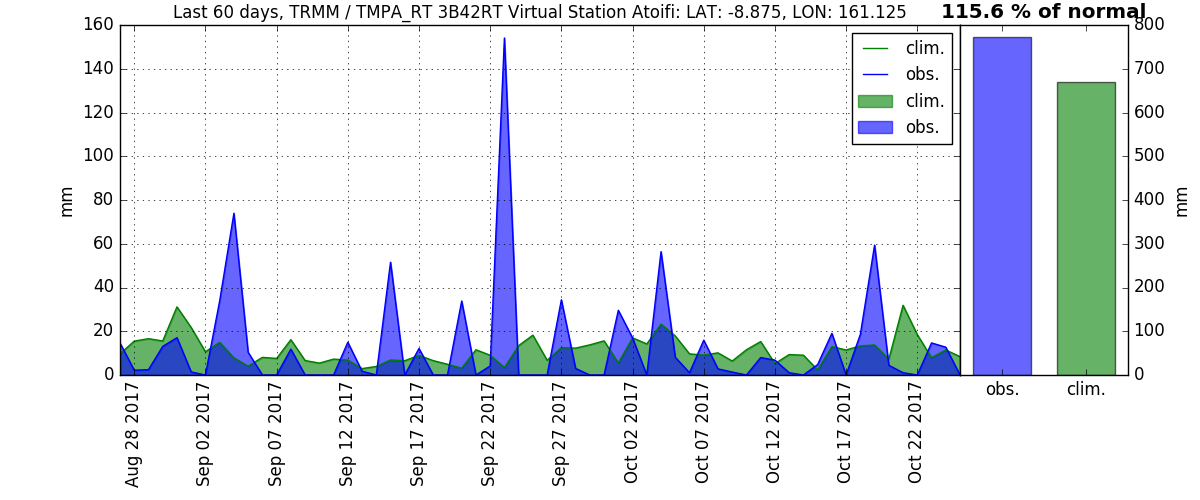 Last 60 days, TRMM / TMPA_RT 3B42RT Virtual Station Atoifi: LAT: -8.875, LON: 161.125
115.6 % of normal
160
140
120
100
80
60
40
20
0
mm
clim.
obs.
clim.
obs.
800
700
600
500
400
300
200
100
0
mm
obs.
clim.
Aug 28 2017
Sep 02 2017
Sep 07 2017
Sep 12 2017
Sep 17 2017
Sep 22 2017
Sep 27 2017
Oct 02 2017
Oct 07 2017
Oct 12 2017
Oct 17 2017
Oct 22 2017